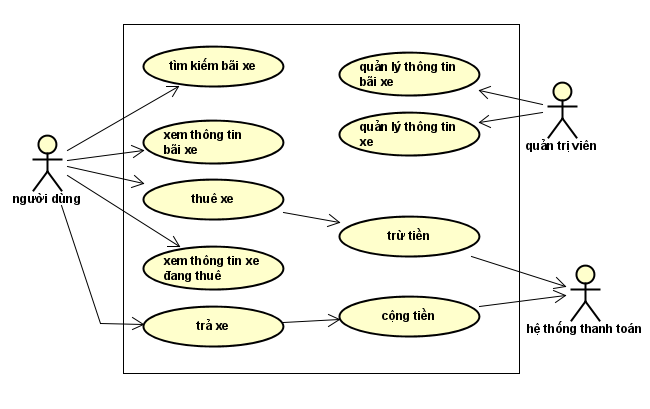 tìm kiếm bãi xe
quản lý thông tin
bãi xe
xem thông tin
bãi xe
quản lý thông tin
xe
quản trị viên
người dùng
thuê xe
trừ tiền
xem thông tin xe
đang thuê
trả xe
cộng tiền
hệ thống thanh toán